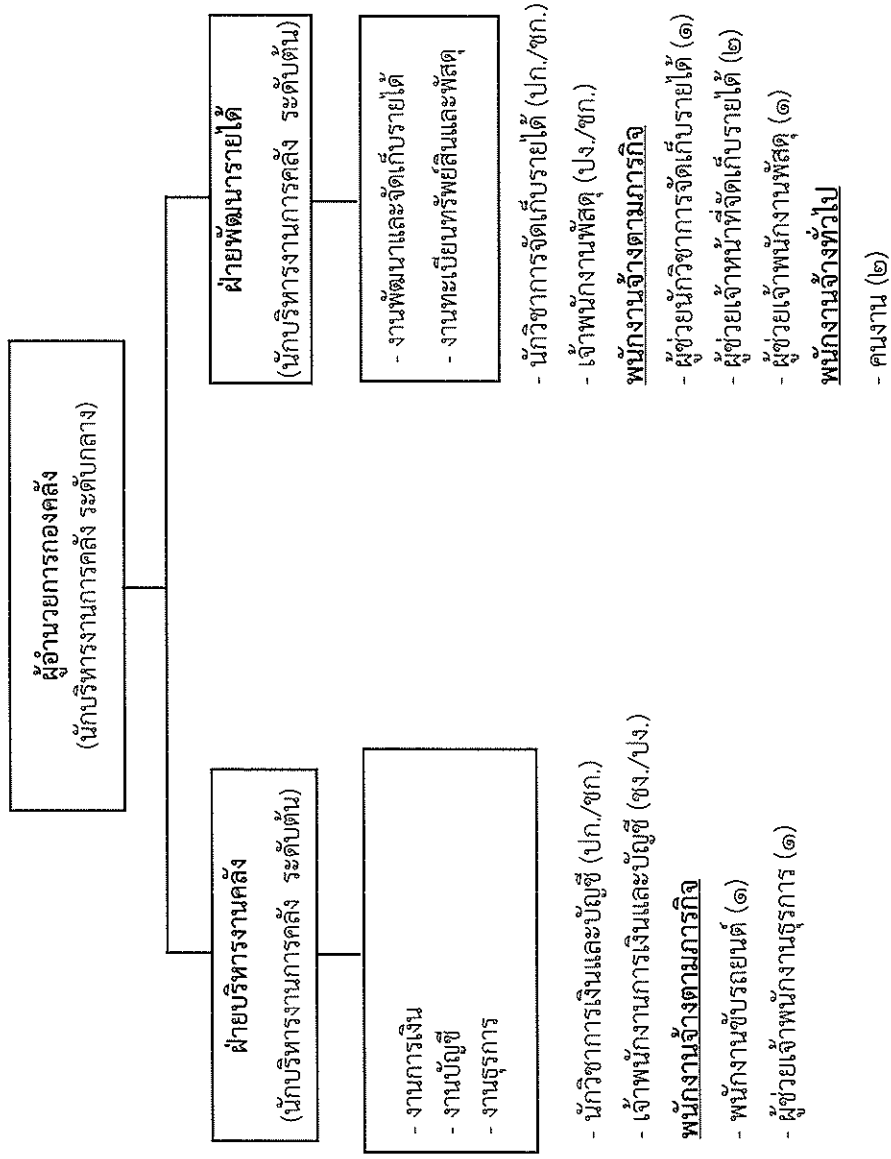 ผู้อำนวยการกองคลัง
(นักบริหารงานการคลัง ระดับกลาง)
ฝ่ายบริหารงานคลัง
(นักบริหารงานการคลัง ระดับต้น)
- งานการเงิน
- งานบัญชี
- งานธุรการ
- นักวิชาการเงินและบัญชี (ปก./ชก.)
- เจ้าพนักงานการเงินและบัญชี (ชง./ปง.)
พนักงานจ้างตามภารกิจ
- พนักงานขับรถยนต์ (๑)
- ผู้ช่วยเจ้าพนักงานธุรการ (๑)
ฝ่ายพัฒนารายได้
(นักบริหารงานการคลัง ระดับต้น)
- งานพัฒนาและจัดเก็บรายได้
- งานทะเบียนทรัพย์สินและพัสดุ
- นักวิชาการจัดเก็บรายได้ (ปก./ชก.)
- เจ้าพนักงานพัสดุ (ปง./ชก.)
พนักงานจ้างตามภารกิจ
- ผู้ช่วยนักวิชาการจัดเก็บรายได้ (๑)
- ผู้ช่วยเจ้าหน้าที่จัดเก็บรายได้ (๒)
- ผู้ช่วยเจ้าพนักงานพัสดุ (๑)
พนักงานจ้างทั่วไป
- คนงาน (๒)